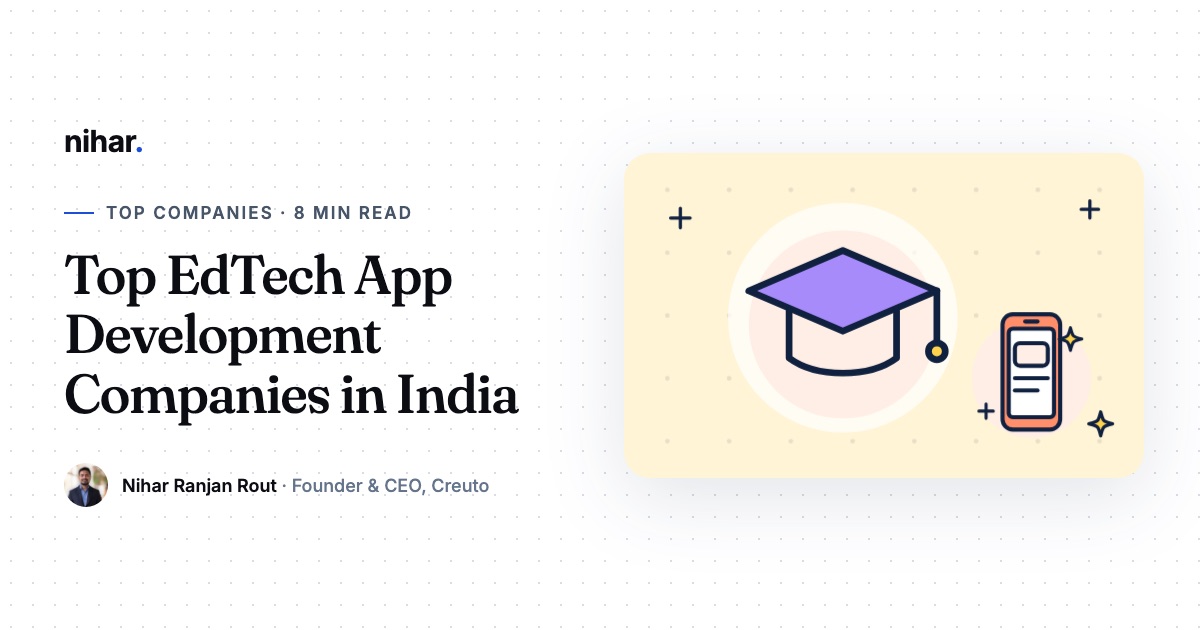 nihar.
TOP COMPANIES · 8 MIN READ
Top EdTech App
Development
Companies in India
Nihar Ranjan Rout · Founder & CEO, Creuto